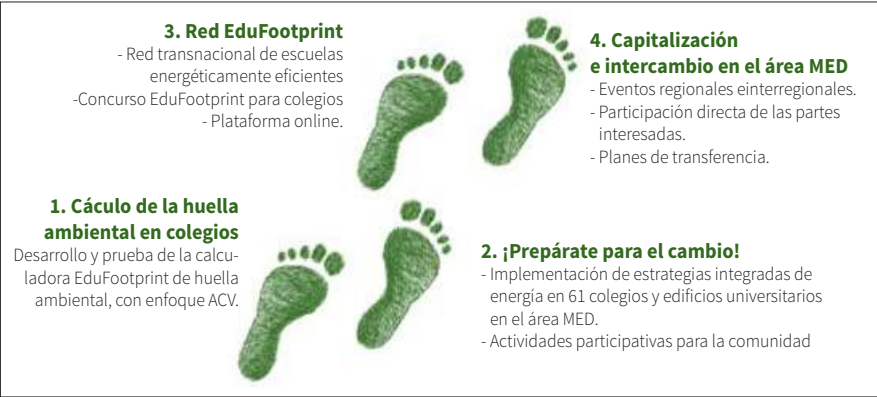 3. Red EduFootprint
- Red transnacional de escuelas
energéticamente eficientes
-Concurso EduFootprint para colegios
- Plataforma online.
4. Capitalización
e intercambio en el área MED
- Eventos regionales einterregionales.
- Participación directa de las partes
interesadas.
- Planes de transferencia.
1. Cáculo de la huella
ambiental en colegios
Desarrollo y prueba de la calcu-
ladora EduFootprint de huella
ambiental, con enfoque ACV.
2. ¡Prepárate para el cambio!
- Implementación de estrategias integradas de
energía en 61 colegios y edificios universitarios
en el área MED.
- Actividades participativas para la comunidad